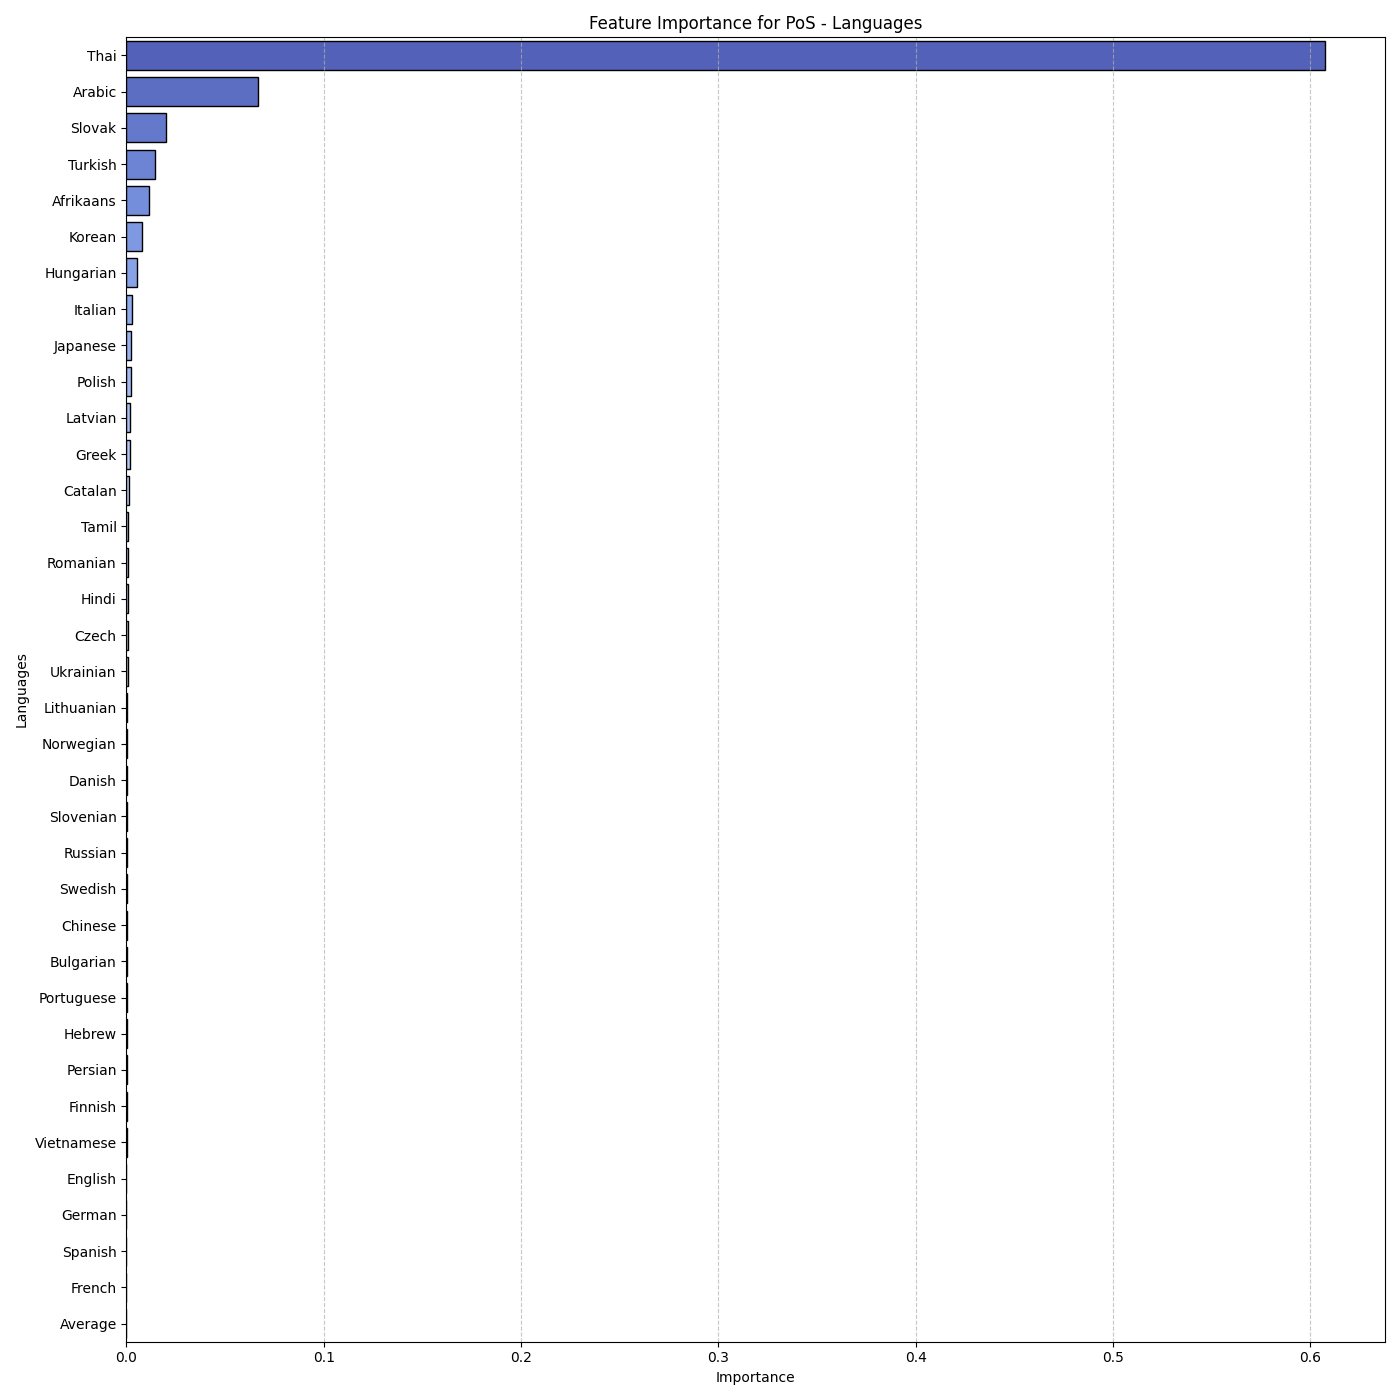 Feature Importance for PoS - Languages
Thai
Arabic
Slovak
Turkish
Afrikaans
Korean
Hungarian
Italian
Japanese
Polish
Latvian
Greek
Catalan
Tamil
Romanian
Hindi
Czech
Ukrainian
Languages
Lithuanian
Norwegian
Danish
Slovenian
Russian
Swedish
Chinese
Bulgarian
Portuguese
Hebrew
Persian
Finnish
Vietnamese
English
German
Spanish
French
Average
0.0 0.1 0.2 0.3 0.4 0.5 0.6
Importance